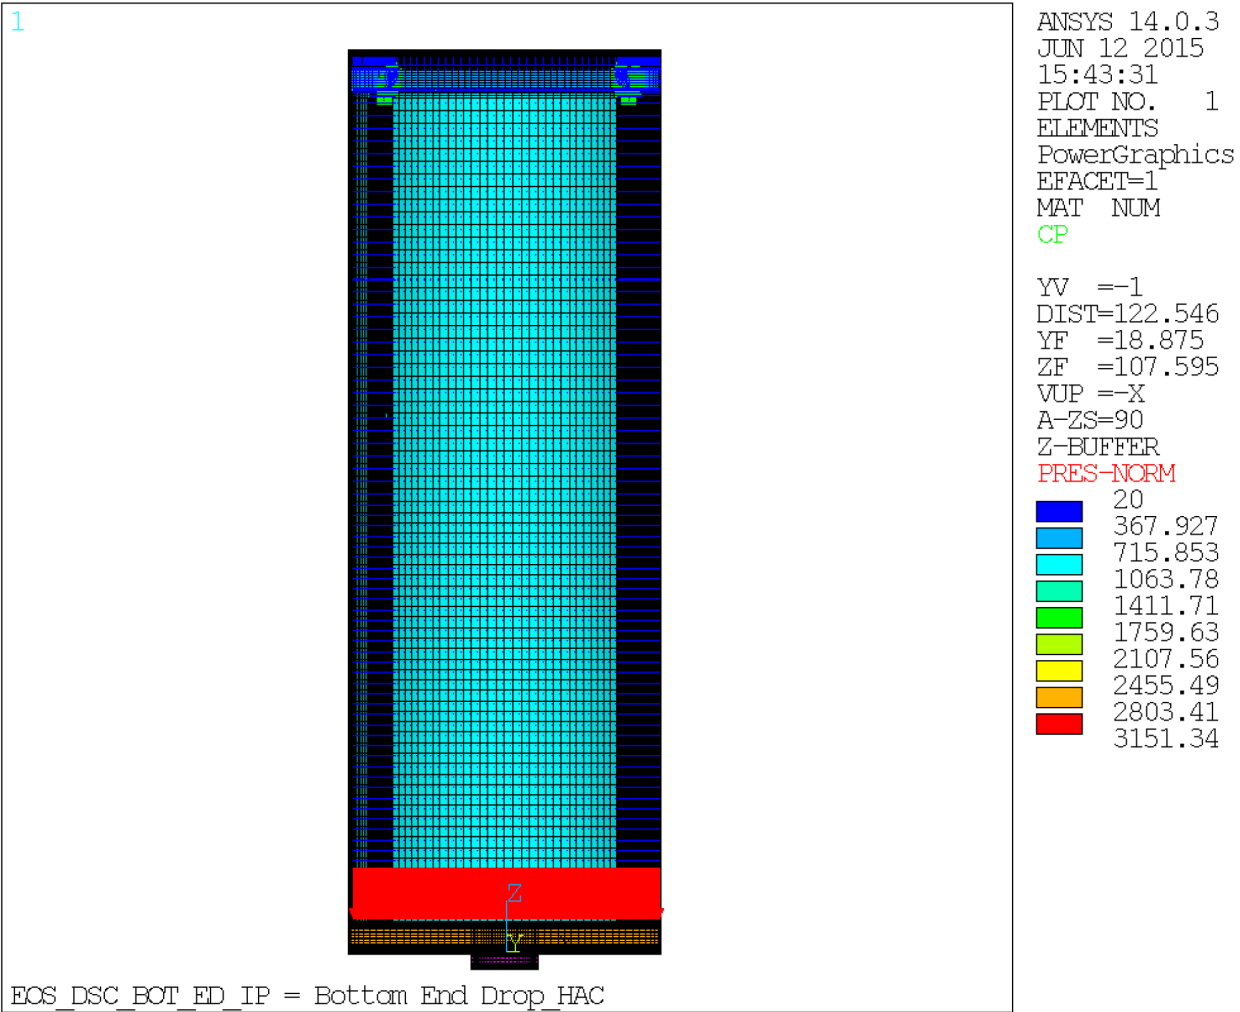 1
ANSYS 14.0.3
JUN 12 2015
15:43:31
PLOT NO. 1
ELEMENTS
PowerGraphics
EFACET=1
MAT NUM
CP
YV =-1
DIST=122.546
YF =18.875
ZF =107.595
VUP =-X
A-ZS=90
Z-BUFFER
PRES-NORM
20
367.927
715.853
1063.78
1411.71
1759.63
2107.56
2455.49
2803.41
3151.34
Z
Y
EOS_DSC_BOT_ED_IP = Bottom End Drop_HAC